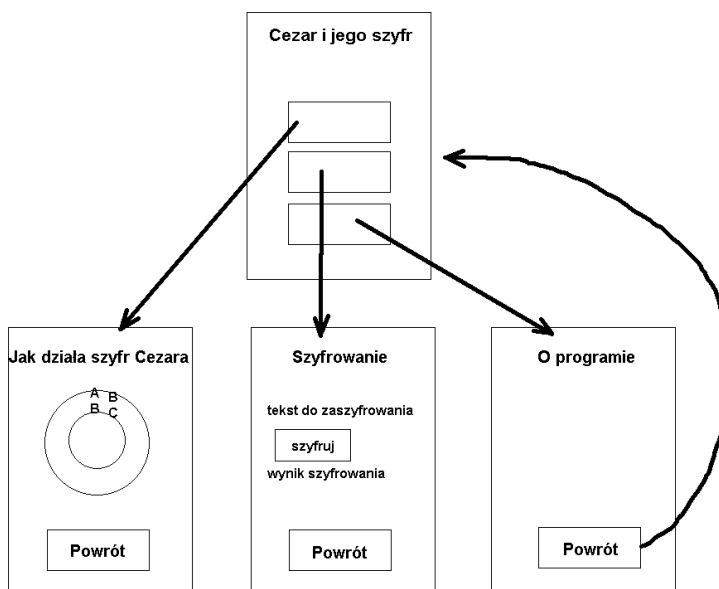 Cezar i jego szyfr
Jak działa szyfr Cezara
A B
B C
Powrót
Szyfrowanie
tekst do zaszyfrowania
szyfruj
wynik szyfrowania
Powrót
O programie
Powrót